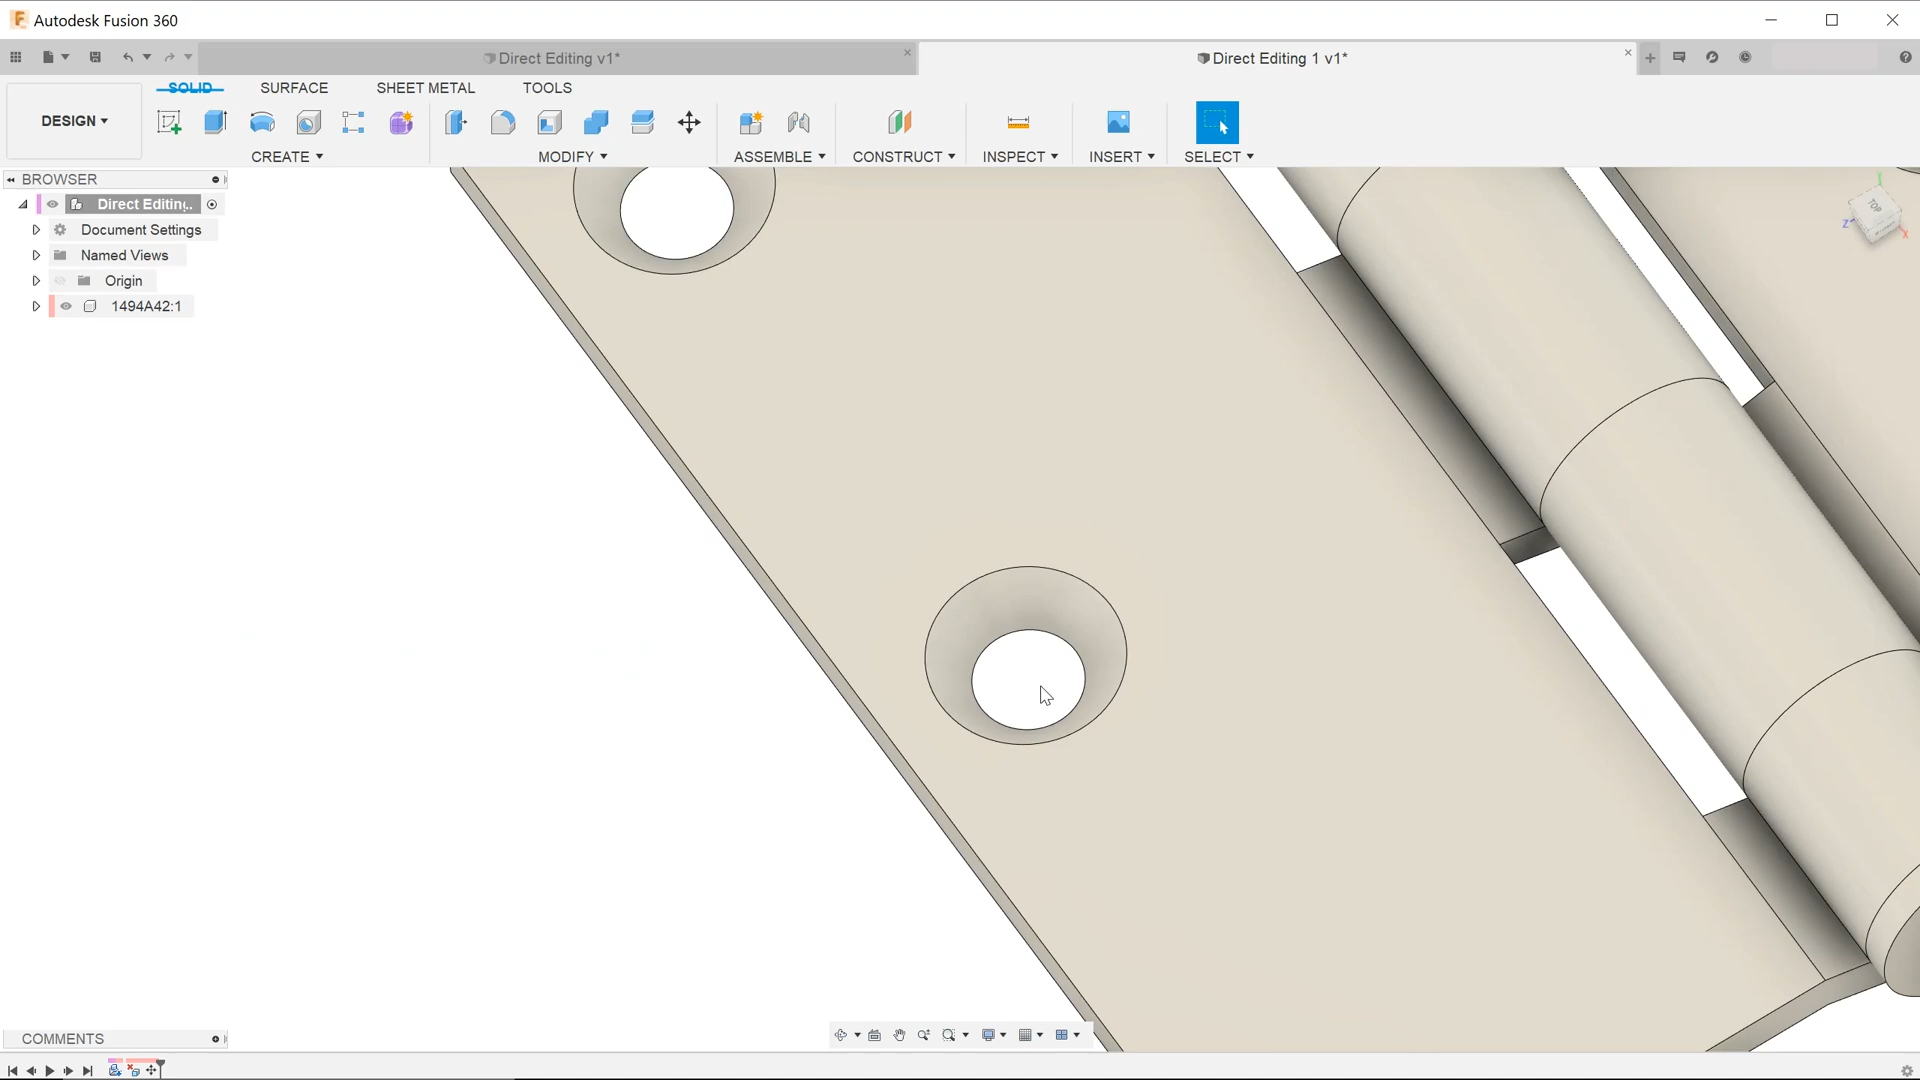 Autodesk Fusion 360
Direct Editing v1*
Direct Editing 1 v1*
SOLID SURFACE SHEET METAL TOOLS
DESIGN
CREATE MODIFY ASSEMBLE CONSTRUCT INSPECT INSERT SELECT
BROWSER
Direct Editing..
Document Settings
Named Views
Origin
1494A42:1
TOP
Z
Y
X
COMMENTS